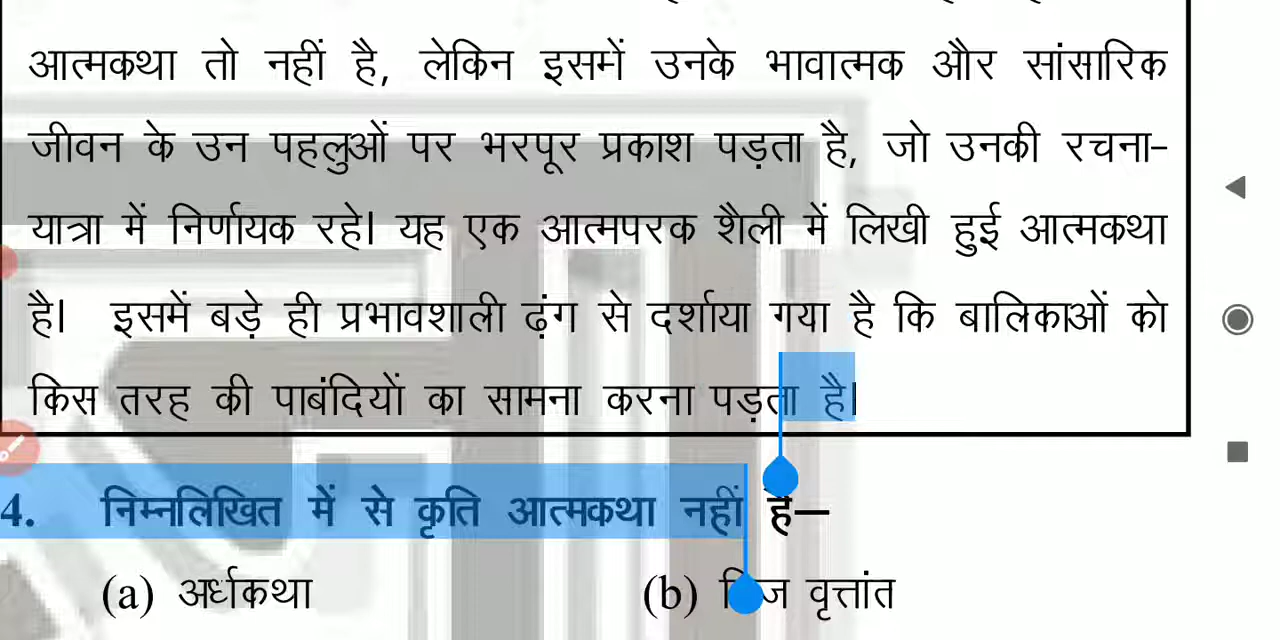 आत्मकथा तो नहीं है, लेकिन इसमें उनके भावात्मक और सांसारिक
जीवन के उन पहलुओं पर भरपूर प्रकाश पड़ता है, जो उनकी रचना-
यात्रा में निर्णायक रहे। यह एक आत्मपरक शैली में लिखी हुई आत्मकथा
है। इसमें बड़े ही प्रभावशाली ढ़ंग से दर्शाया गया है कि बालिकाओं को
किस तरह की पाबंदियों का सामना करना पड़ता है।
4. निम्नलिखित में से कृति आत्मकथा नहीं है—
(a) अर्धकथा (b) वृत्तांत